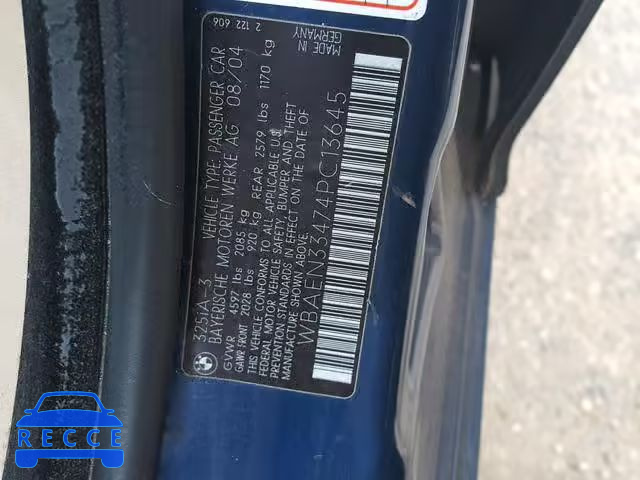 325iA-3 VEHICLE TYPE: PASSENGER CAR
BAYERISCHE MOTOREN WERKE AG 08/04
GVWR 4597 lbs 2085 kg
GAWR FRONT 2028 lbs 920 kg REAR 2579 lbs 1170 kg
THIS VEHICLE CONFORMS TO ALL APPLICABLE U.S.
FEDERAL MOTOR VEHICLE SAFETY, BUMPER AND THEFT
PREVENTION STANDARDS IN EFFECT ON THE DATE OF
MANUFACTURE SHOWN ABOVE.
WBAEN33474PC13645
2 122 606
MADE IN
GERMANY
RECCE